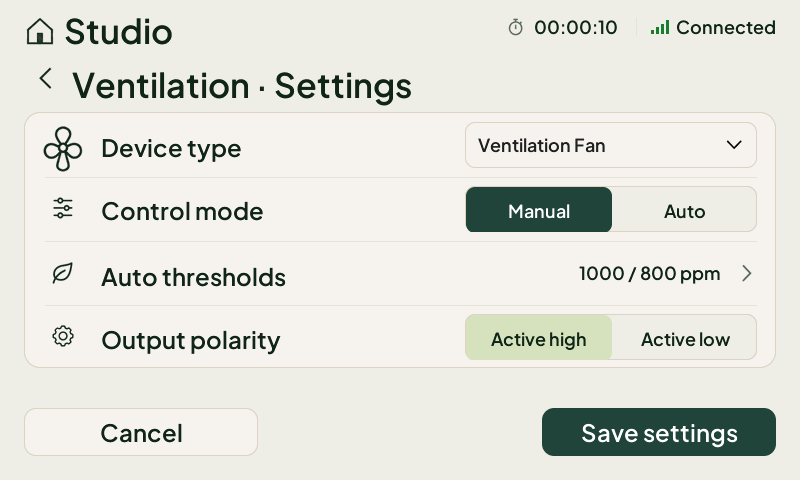 Studio
00:00:10
Connected
Ventilation · Settings
Device type
Ventilation Fan
Control mode
Manual
Auto
Auto thresholds
1000 / 800 ppm
Output polarity
Active high
Active low
Cancel
Save settings